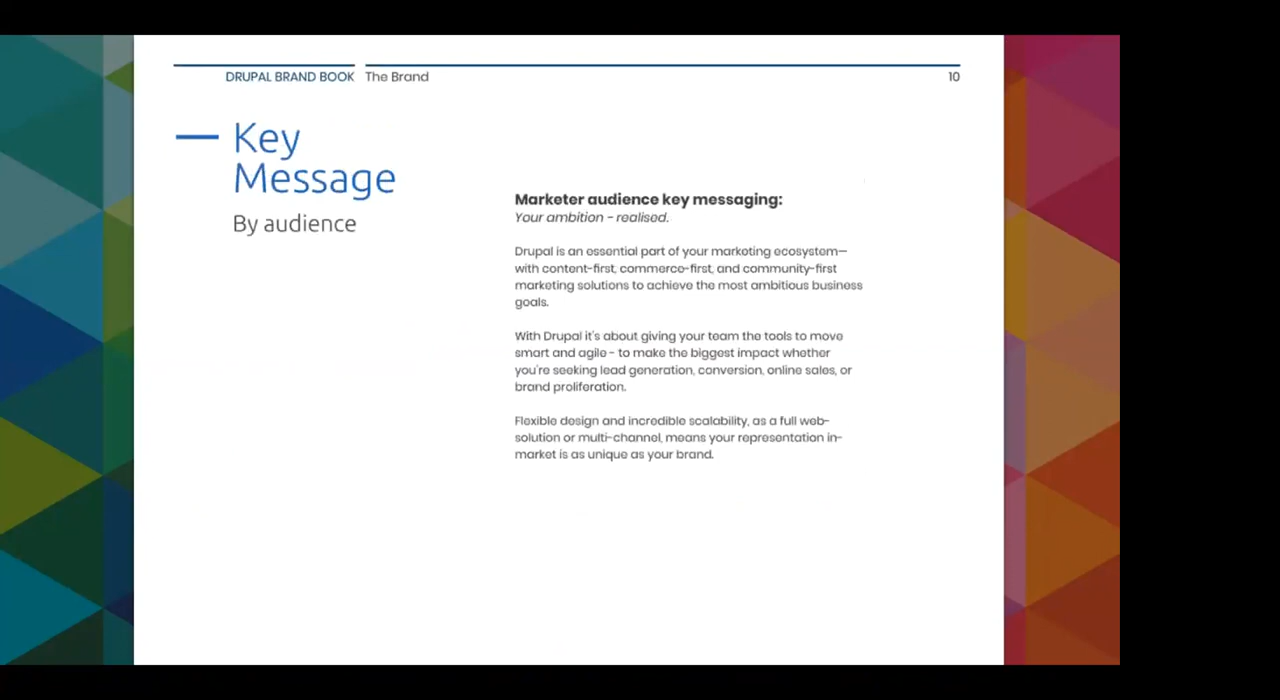 DRUPAL BRAND BOOK The Brand 10
Key
Message
By audience
Marketer audience key messaging:
Your ambition - realised.
Drupal is an essential part of your marketing ecosystem—
with content-first, commerce-first, and community-first
marketing solutions to achieve the most ambitious business
goals.
With Drupal it's about giving your team the tools to move
smart and agile - to make the biggest impact whether
you're seeking lead generation, conversion, online sales, or
brand proliferation.
Flexible design and incredible scalability, as a full web-
solution or multi-channel, means your representation in-
market is as unique as your brand.